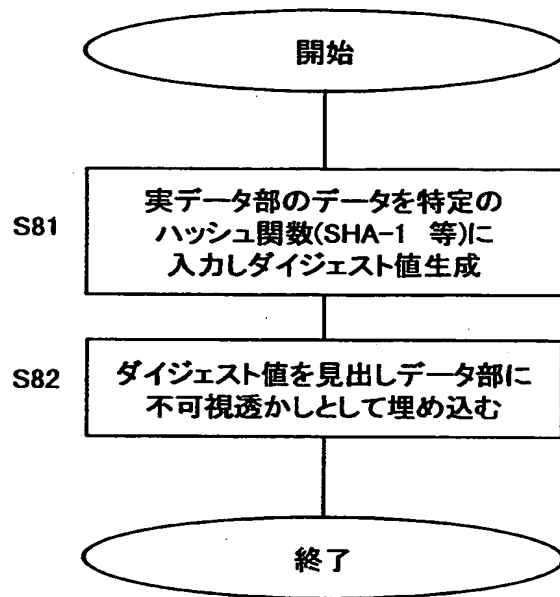 開始
S81
実データ部のデータを特定の
ハッシュ関数(SHA-1 等)に
入力しダイジェスト値生成
S82
ダイジェスト値を見出しデータ部に
不可視透かしとして埋め込む
終了